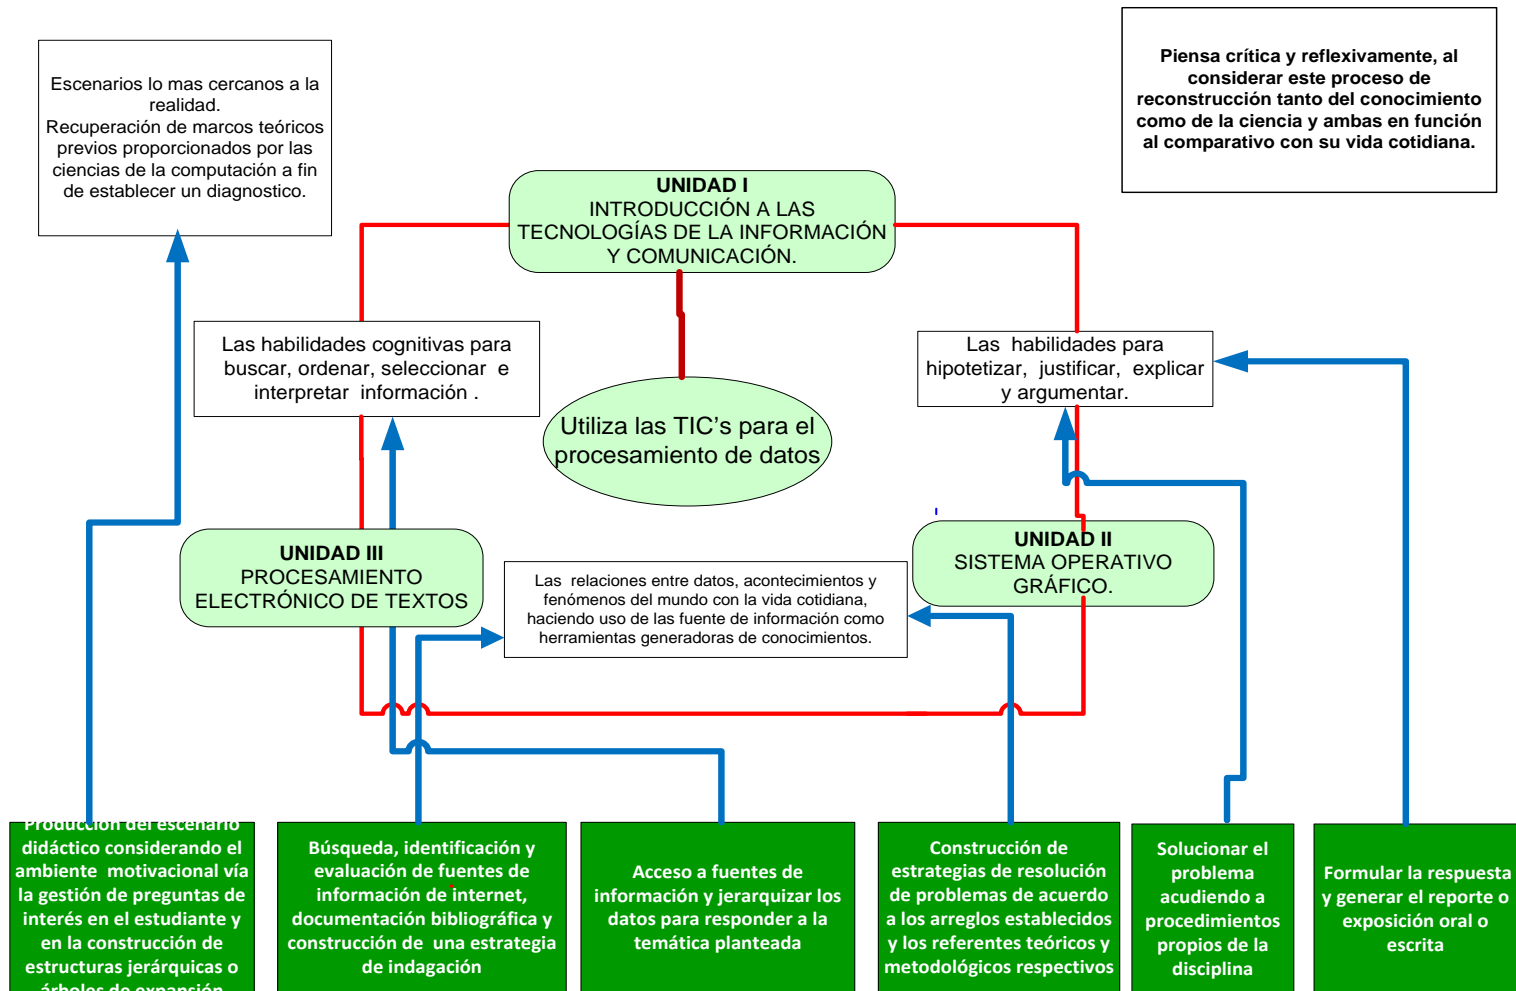 Escenarios lo mas cercanos a la
realidad.
Recuperación de marcos teóricos
previos proporcionados por las
ciencias de la computación a fin
de establecer un diagnostico.
Piensa crítica y reflexivamente, al
considerar este proceso de
reconstrucción tanto del conocimiento
como de la ciencia y ambas en función
al comparativo con su vida cotidiana.
UNIDAD I
INTRODUCCIÓN A LAS
TECNOLOGÍAS DE LA INFORMACIÓN
Y COMUNICACIÓN.
Las habilidades cognitivas para
buscar, ordenar, seleccionar e
interpretar información .
Las habilidades para
hipotetizar, justificar, explicar
y argumentar.
Utiliza las TIC's para el
procesamiento de datos
UNIDAD III
PROCESAMIENTO
ELECTRÓNICO DE TEXTOS
Las relaciones entre datos, acontecimientos y
fenómenos del mundo con la vida cotidiana,
haciendo uso de las fuente de información como
herramientas generadoras de conocimientos.
UNIDAD II
SISTEMA OPERATIVO
GRÁFICO.
Producción del escenario
didáctico considerando el
ambiente motivacional vía
la gestión de preguntas de
interés en el estudiante y
en la construcción de
estructuras jerárquicas o
árboles de expansión
Búsqueda, identificación y
evaluación de fuentes de
información de internet,
documentación bibliográfica y
construcción de una estrategia
de indagación
Acceso a fuentes de
información y jerarquizar los
datos para responder a la
temática planteada
Construcción de
estrategias de resolución
de problemas de acuerdo
a los arreglos establecidos
y los referentes teóricos y
metodológicos respectivos
Solucionar el
problema
acudiendo a
procedimientos
propios de la
disciplina
Formular la respuesta
y generar el reporte o
exposición oral o
escrita